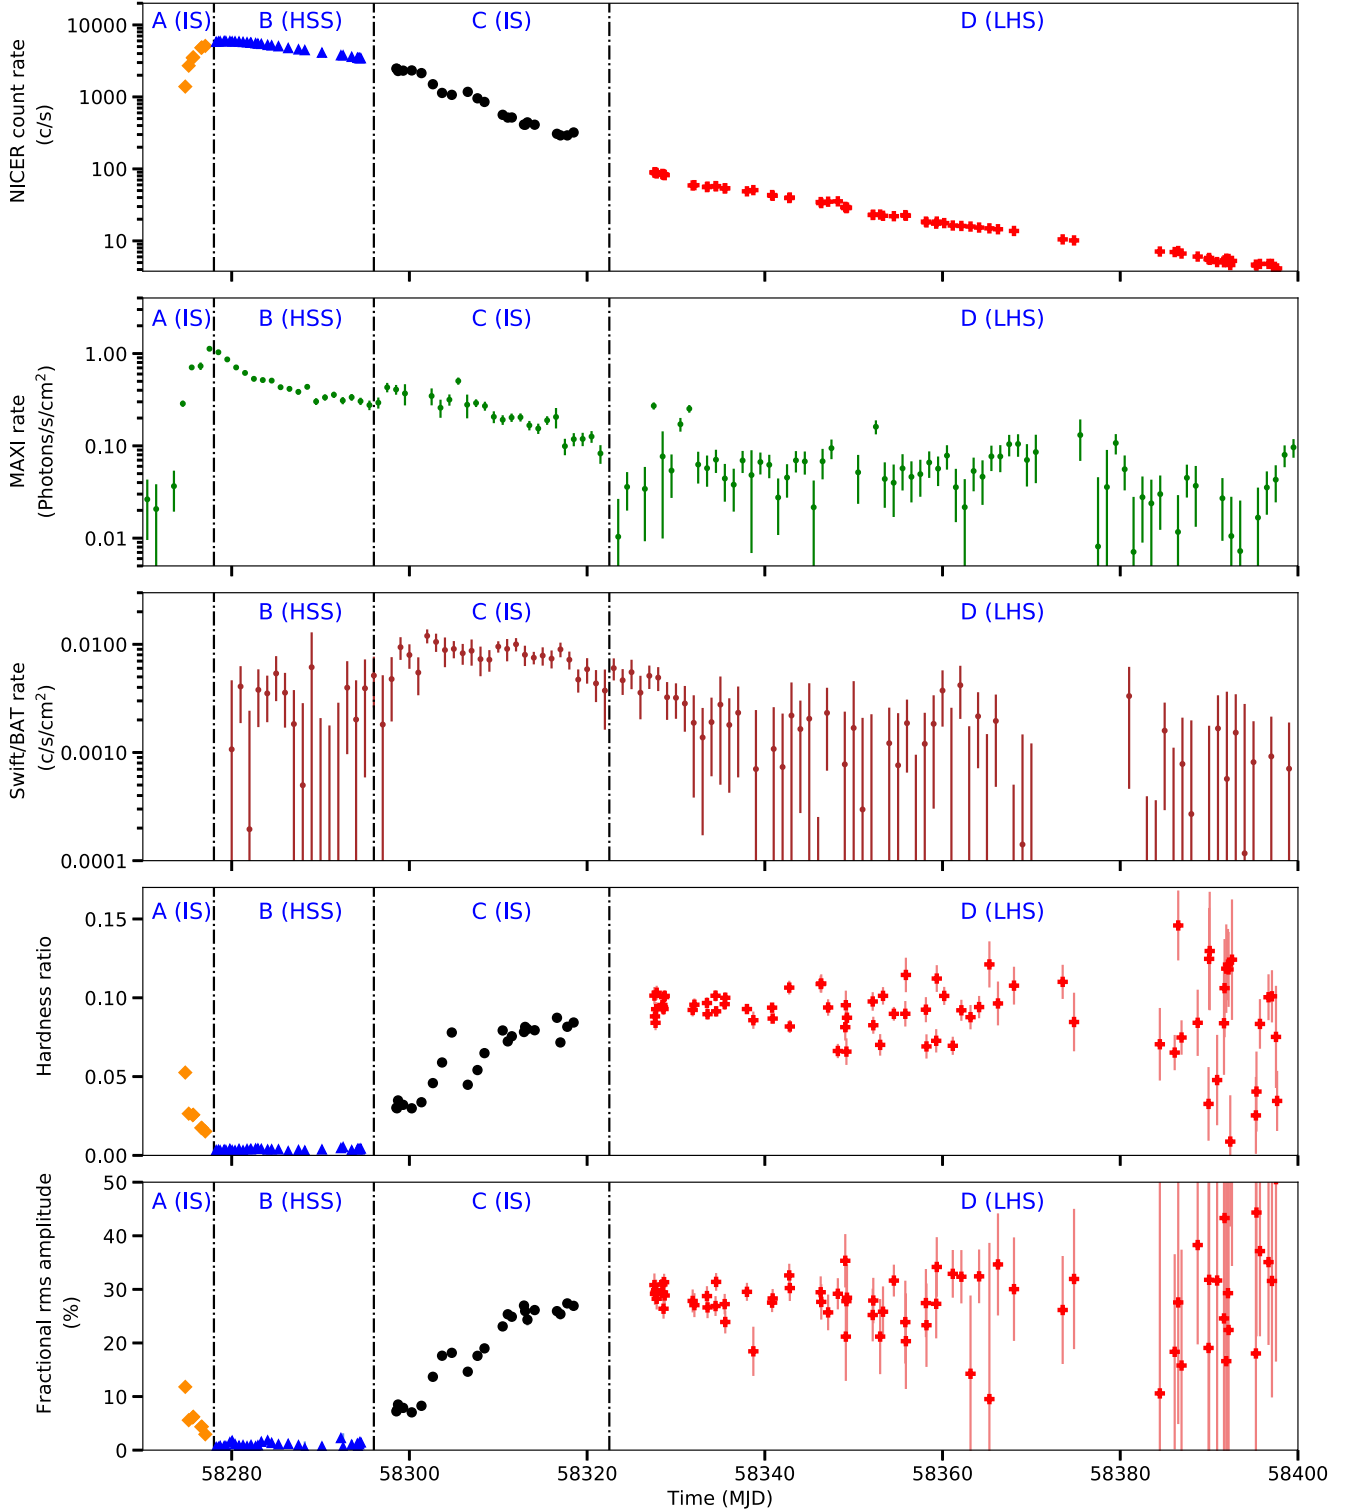 A (IS) B (HSS) C (IS) D (LHS)
10000
1000
100
10
NICER count rate
(c/s)
A (IS) B (HSS) C (IS) D (LHS)
1.00
0.10
0.01
MAXI rate
(Photons/s/cm²)
B (HSS) C (IS) D (LHS)
0.0100
0.0010
0.0001
Swift/BAT rate
(c/s/cm²)
A (IS) B (HSS) C (IS) D (LHS)
0.15
0.10
0.05
0.00
Hardness ratio
A (IS) B (HSS) C (IS) D (LHS)
50
40
30
20
10
0
Fractional rms amplitude
(%)
58280 58300 58320 58340 58360 58380 58400
Time (MJD)